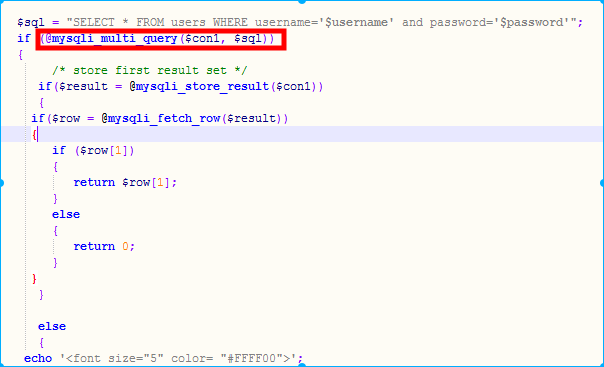 $sql = "SELECT * FROM users WHERE username='$username' and password='$password'";
if (@mysqli_multi_query($con1, $sql))
{
/* store first result set */
if($result = @mysqli_store_result($con1))
{
if($row = @mysqli_fetch_row($result))
{
if ($row[1])
{
return $row[1];
}
else
{
return 0;
}
}
}
else
{
echo '<font size="5" color= "#FFFF00">';